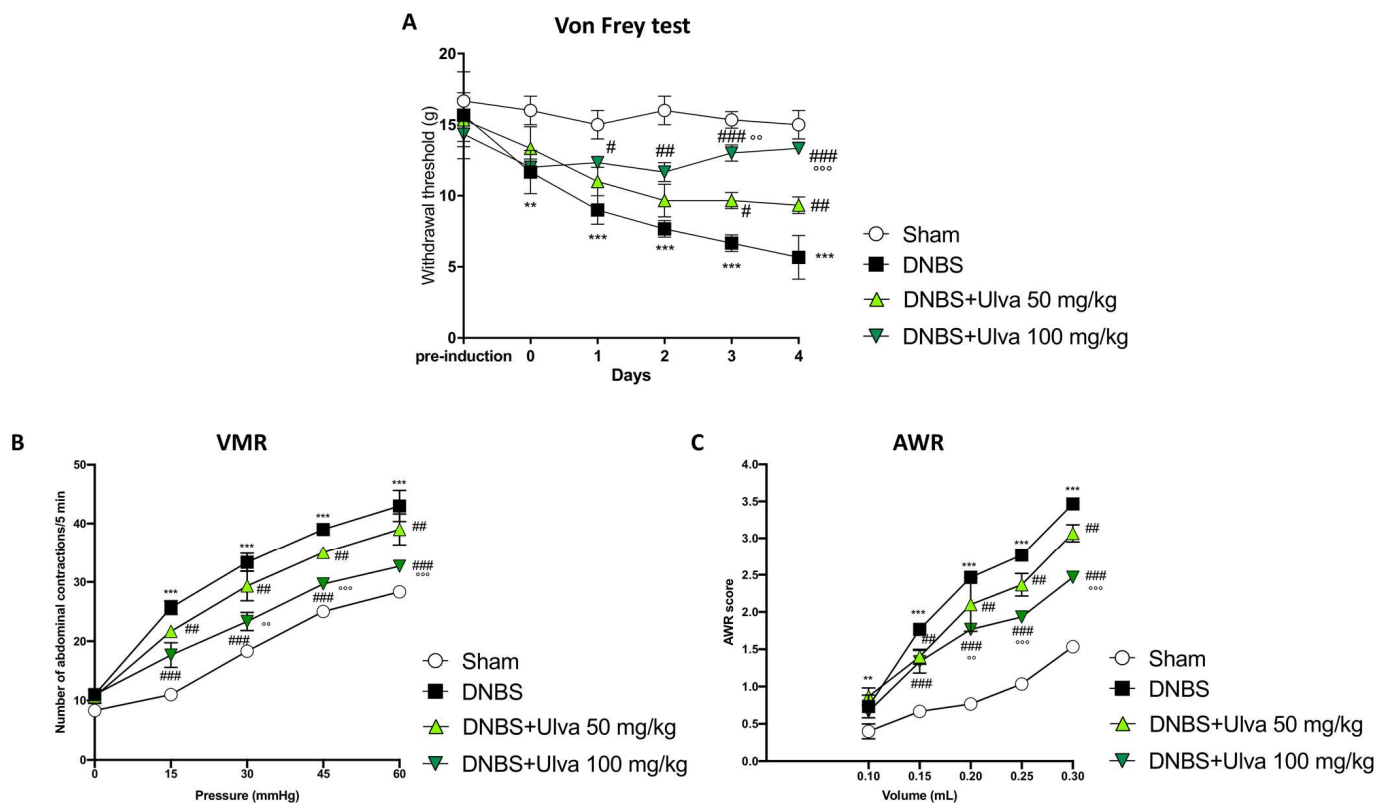 A
Von Frey test
20
15
10
5
0
Withdrawal threshold (g)
pre-induction 0 1 2 3 4
Days
**
***
***
***
***
#
##
### °°
###
°°°
#
##
Sham
DNBS
DNBS+Ulva 50 mg/kg
DNBS+Ulva 100 mg/kg
B
VMR
50
40
30
20
10
0
Number of abdominal contractions/5 min
0 15 30 45 60
Pressure (mmHg)
***
***
***
***
##
##
##
##
###
###
°°
###
°°°
###
°°°
Sham
DNBS
DNBS+Ulva 50 mg/kg
DNBS+Ulva 100 mg/kg
C
AWR
4.0
3.5
3.0
2.5
2.0
1.5
1.0
0.5
0.0
AWR score
0.10 0.15 0.20 0.25 0.30
Volume (mL)
**
***
***
***
***
##
##
##
##
###
###
°°
###
°°°
###
°°°
Sham
DNBS
DNBS+Ulva 50 mg/kg
DNBS+Ulva 100 mg/kg